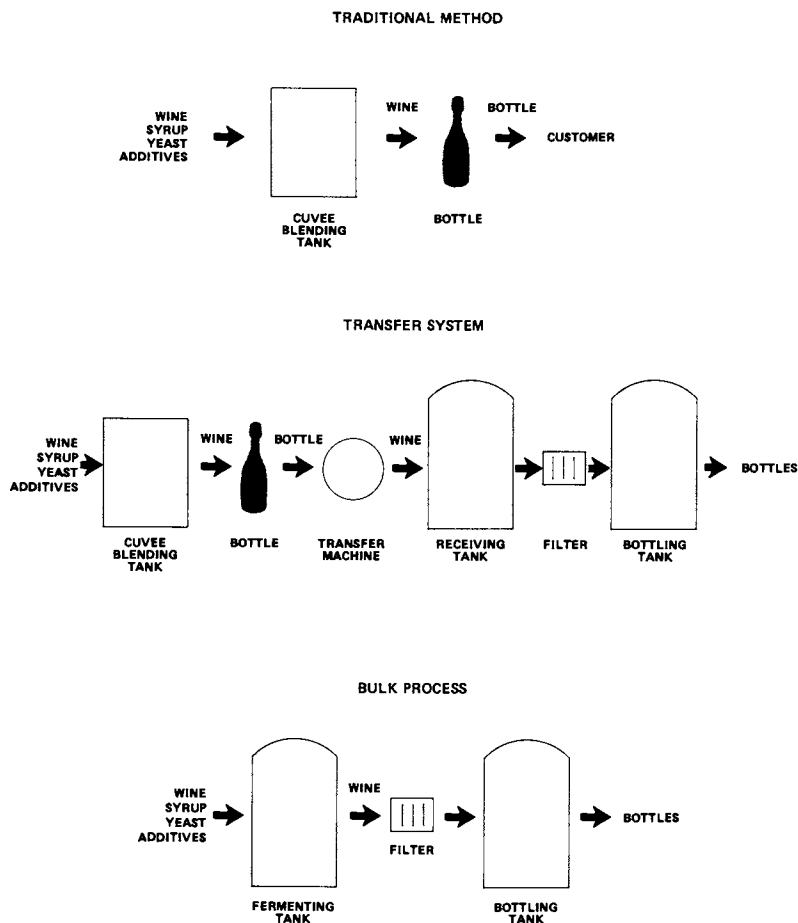 TRADITIONAL METHOD
WINE
SYRUP
YEAST
ADDITIVES
WINE
BOTTLE
CUSTOMER
CUVEE
BLENDING
TANK
BOTTLE
TRANSFER SYSTEM
WINE
SYRUP
YEAST
ADDITIVES
WINE
BOTTLE
WINE
BOTTLES
CUVEE
BLENDING
TANK
BOTTLE
TRANSFER
MACHINE
RECEIVING
TANK
FILTER
BOTTLING
TANK
BULK PROCESS
WINE
SYRUP
YEAST
ADDITIVES
WINE
BOTTLES
FILTER
FERMENTING
TANK
BOTTLING
TANK